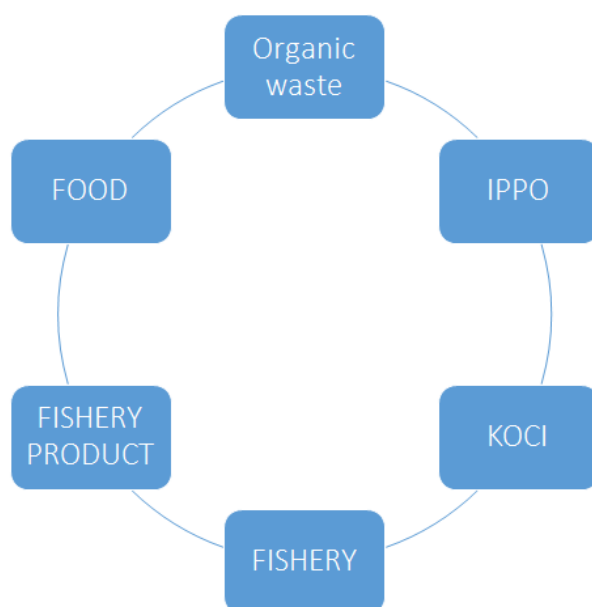 Organic
waste
IPPO
KOCI
FISHERY
FISHERY
PRODUCT
FOOD